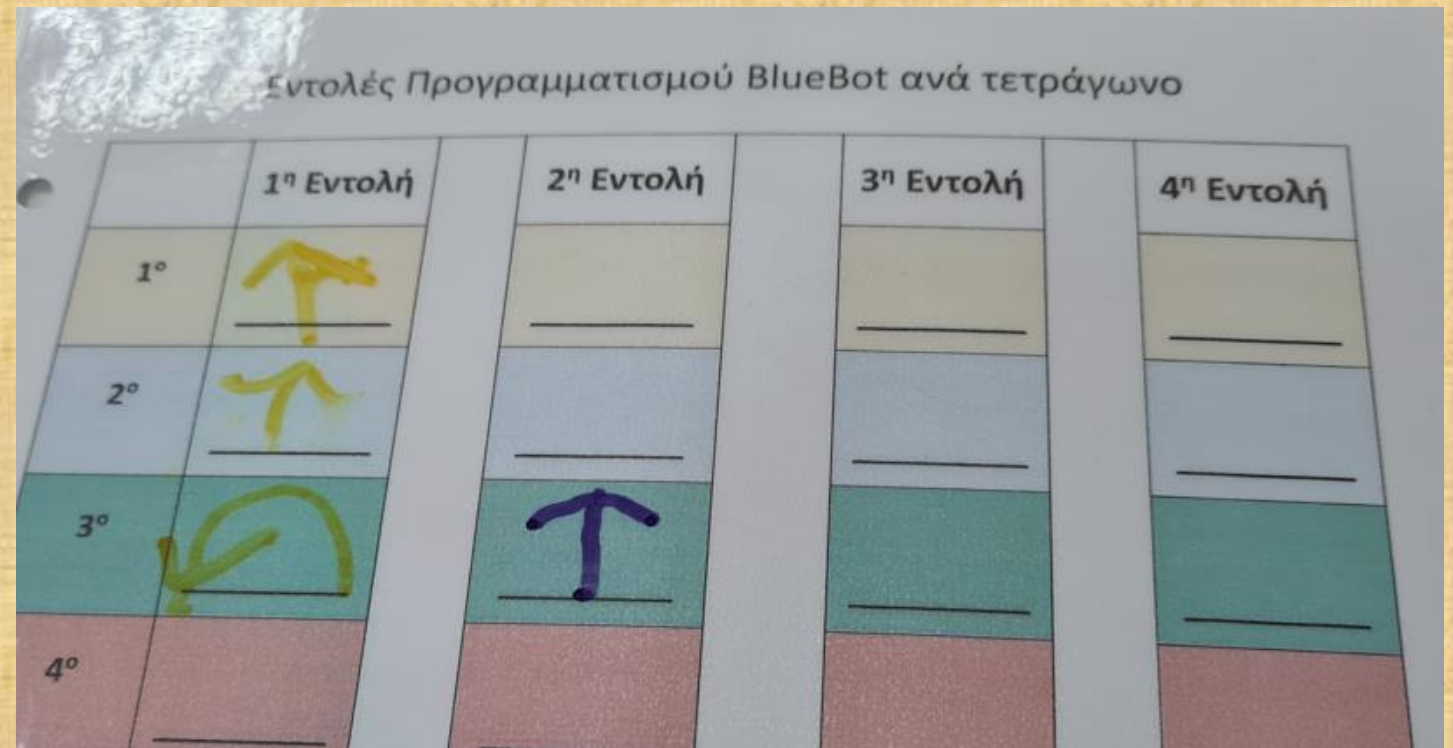 Εντολές Προγραμματισμού BlueBot ανά τετράγωνο
1η Εντολή 2η Εντολή 3η Εντολή 4η Εντολή
1ο
2ο
3ο
4ο